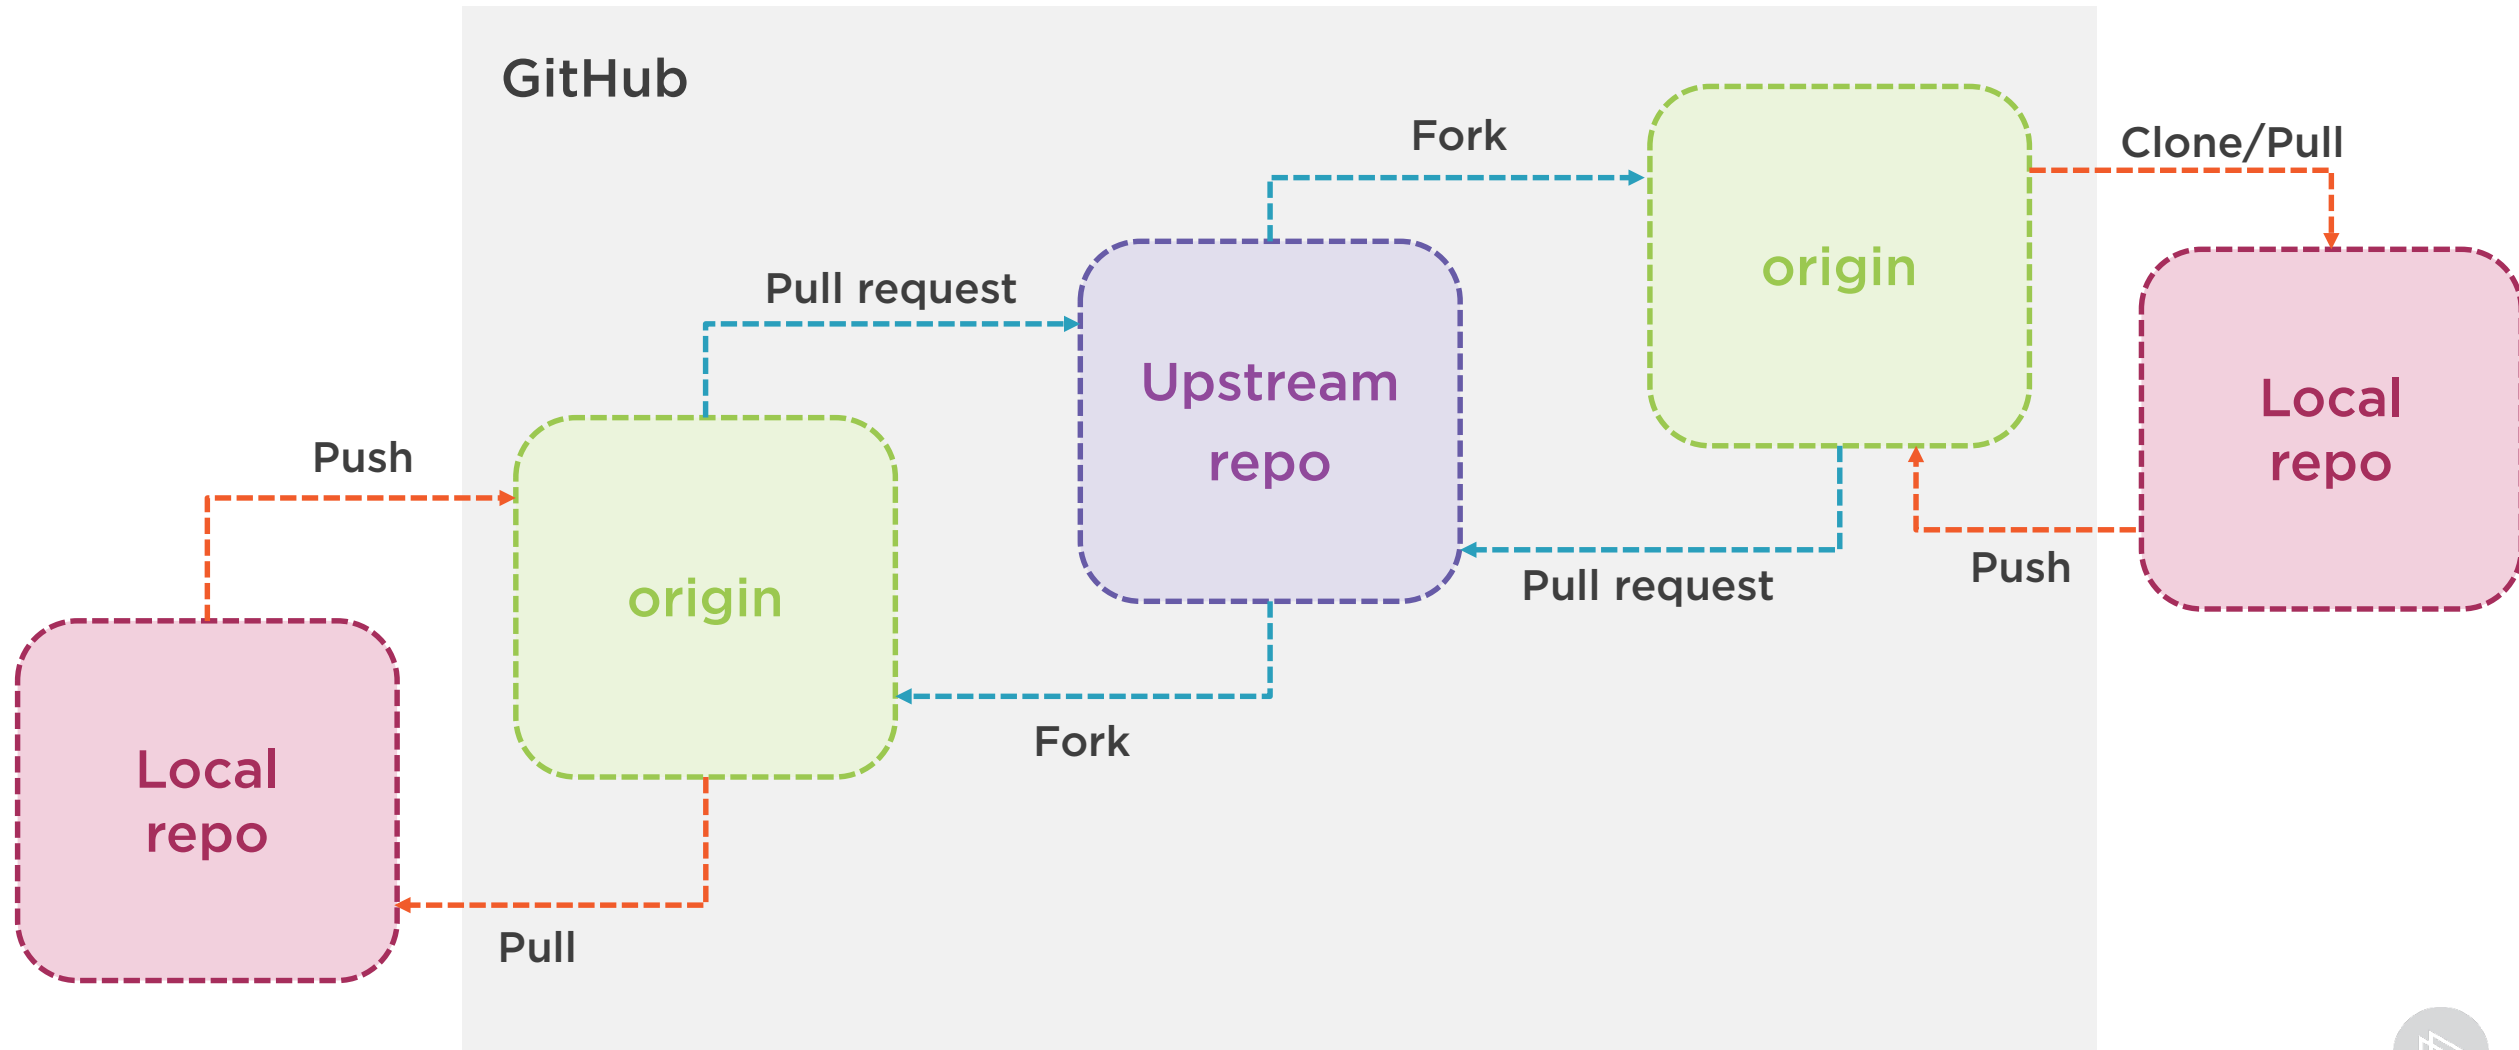 GitHub
Fork
Clone/Pull
origin
Pull request
Upstream
repo
Local
repo
Push
origin
Pull request
Push
Fork
Local
repo
Pull